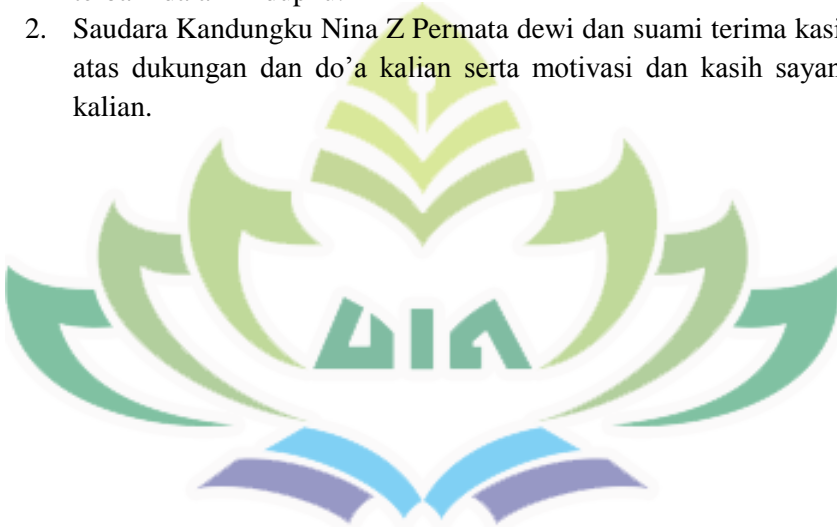 2. Saudara Kandungku Nina Z Permata dewi dan suami terima kasi
atas dukungan dan do’a kalian serta motivasi dan kasih sayan
kalian.
UIN